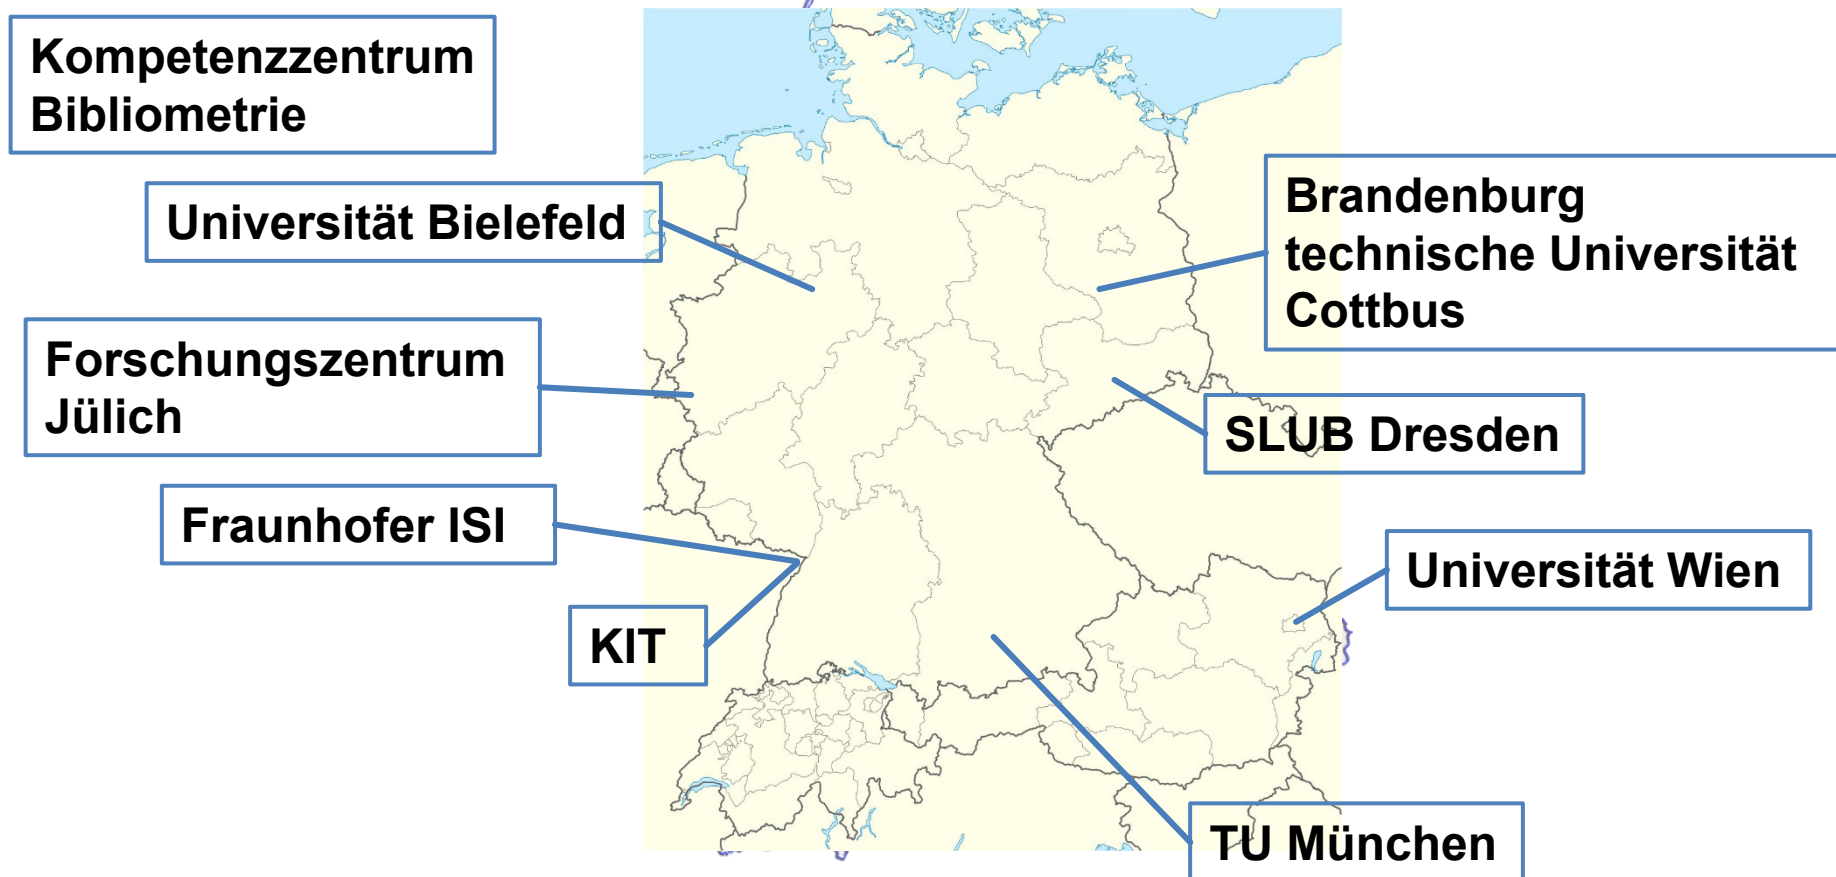 Kompetenzzentrum
Bibliometrie
Universität Bielefeld
Brandenburg
technische Universität
Cottbus
Forschungszentrum
Jülich
SLUB Dresden
Fraunhofer ISI
Universität Wien
KIT
TU München